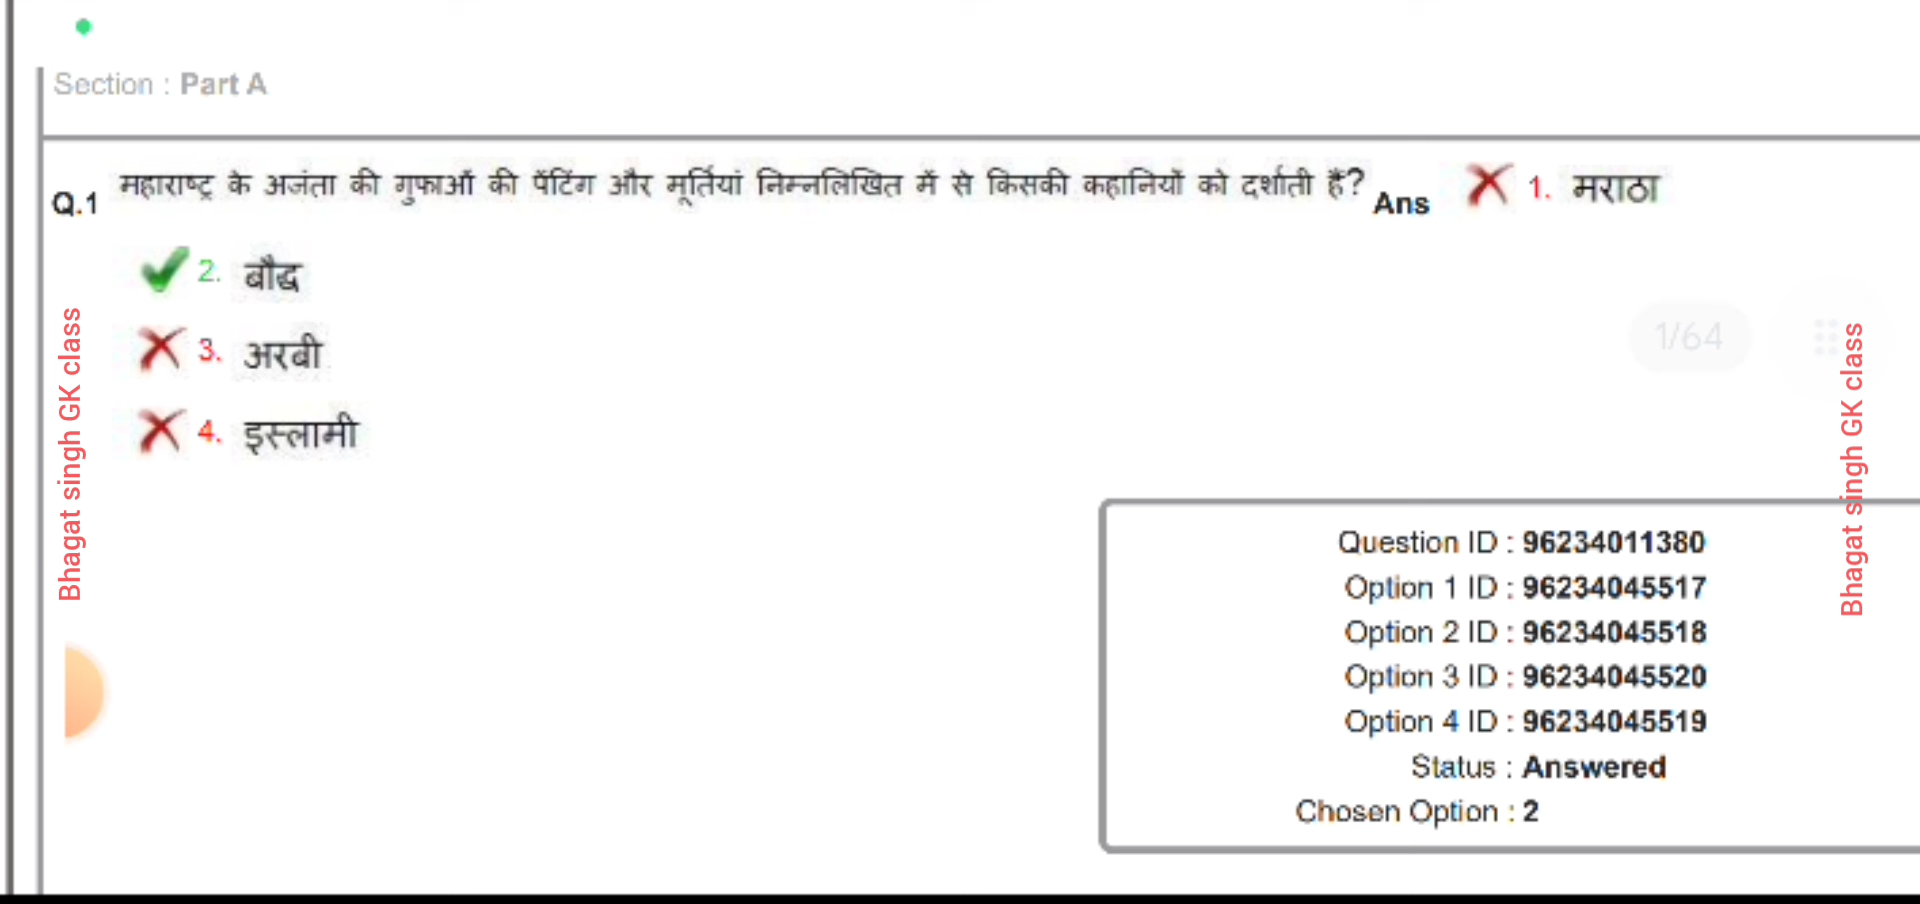 Section : Part A
Q.1 महाराष्ट्र के अजंता की गुफाओं की पेंटिंग और मूर्तियां निम्नलिखित में से किसकी कहानियों को दर्शाती हैं? Ans 1. मराठा
2. बौद्ध
3. अरबी
4. इस्लामी
1/64
Bhagat singh GK class
Bhagat singh GK class
Question ID : 96234011380
Option 1 ID : 96234045517
Option 2 ID : 96234045518
Option 3 ID : 96234045520
Option 4 ID : 96234045519
Status : Answered
Chosen Option : 2